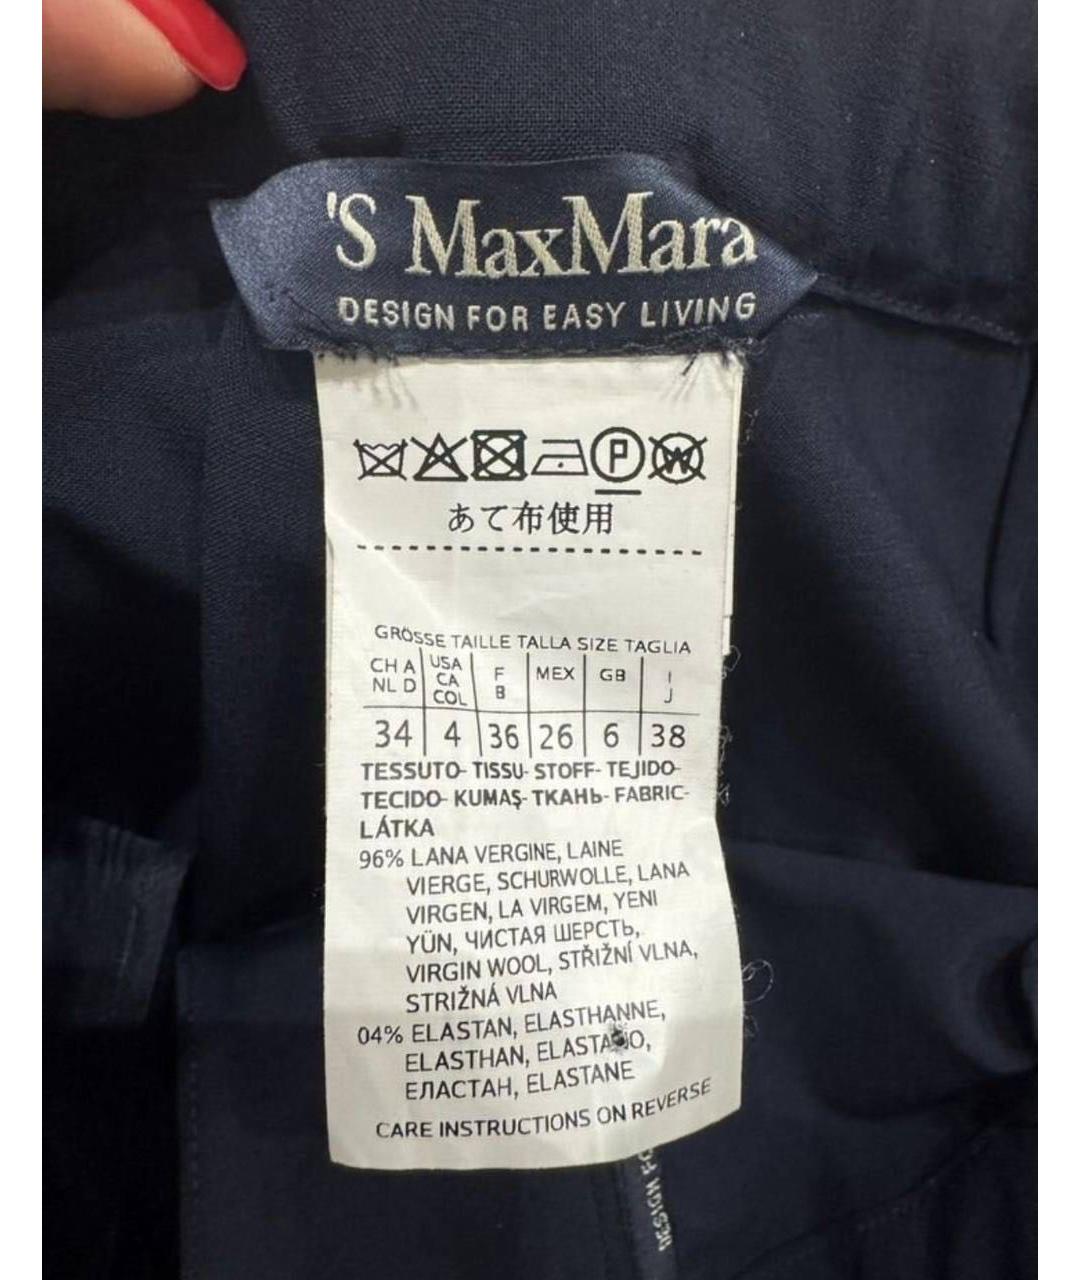 'S MaxMara
DESIGN FOR EASY LIVING
P W
あて布使用
GRÖSSE TAILLE TALLA SIZE TAGLIA
CH A NL D USA CA COL F B MEX GB I J
34 4 36 26 6 38
TESSUTO- TISSU- STOFF- TEJIDO-
TECIDO- KUMAŞ- ТКАНЬ- FABRIC-
LÁTKA
96% LANA VERGINE, LAINE
VIERGE, SCHURWOLLE, LANA
VIRGEN, LA VIRGEM, YENI
YÜN, ЧИСТАЯ ШЕРСТЬ,
VIRGIN WOOL, STŘIŽNÍ VLNA,
STRIŽNÁ VLNA
04% ELASTAN, ELASTHANNE,
ELASTHAN, ELASTANO,
ЕЛАСТАН, ELASTANE
CARE INSTRUCTIONS ON REVERSE
DESIGN FO